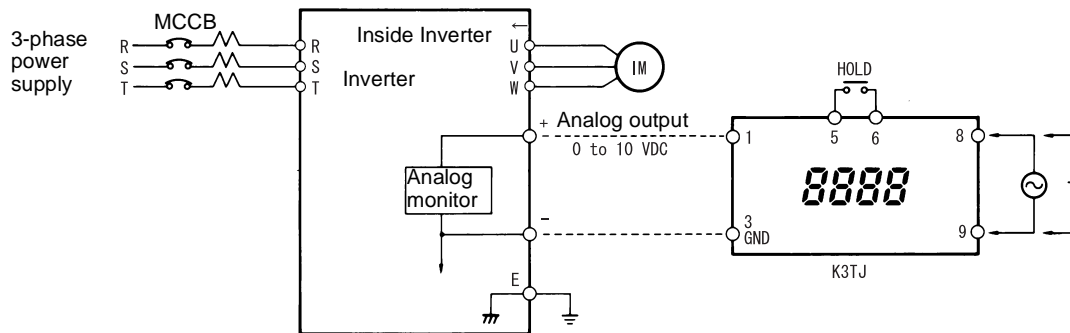 3-phase
power
supply
MCCB
R
S
T
R
S
T
Inside Inverter
←
Inverter
U
V
W
IM
+ Analog output
0 to 10 VDC
Analog
monitor
-
E
HOLD
5 6
1
3
GND
8888
8
9
K3TJ